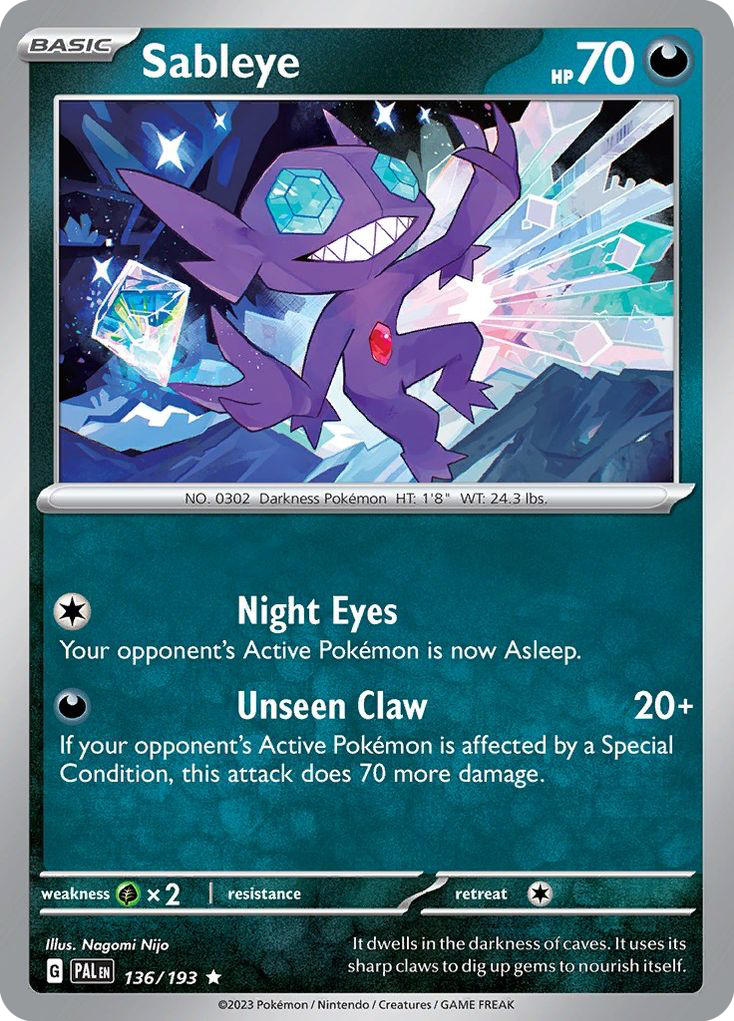 BASIC
Sableye
HP 70
NO. 0302 Darkness Pokémon HT: 1'8" WT: 24.3 lbs.
Night Eyes
Your opponent's Active Pokémon is now Asleep.
Unseen Claw 20+
If your opponent's Active Pokémon is affected by a Special
Condition, this attack does 70 more damage.
weakness ×2 resistance retreat
Illus. Nagomi Nijo
It dwells in the darkness of caves. It uses its
sharp claws to dig up gems to nourish itself.
G PAL EN 136/193 ★
©2023 Pokémon / Nintendo / Creatures / GAME FREAK